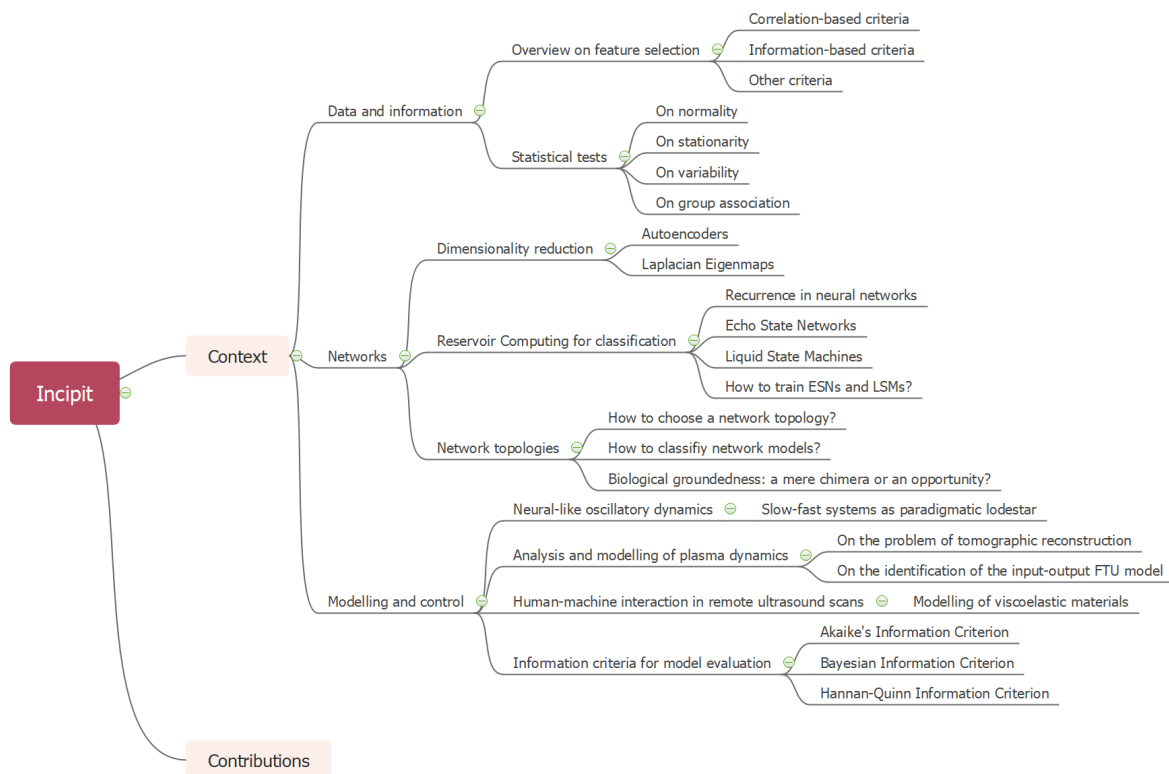 Incipit
Context
Data and information
Overview on feature selection
Correlation-based criteria
Information-based criteria
Other criteria
Statistical tests
On normality
On stationarity
On variability
On group association
Networks
Dimensionality reduction
Autoencoders
Laplacian Eigenmaps
Reservoir Computing for classification
Recurrence in neural networks
Echo State Networks
Liquid State Machines
How to train ESNs and LSMs?
Network topologies
How to choose a network topology?
How to classifiy network models?
Biological groundedness: a mere chimera or an opportunity?
Modelling and control
Neural-like oscillatory dynamics
Slow-fast systems as paradigmatic lodestar
Analysis and modelling of plasma dynamics
On the problem of tomographic reconstruction
On the identification of the input-output FTU model
Human-machine interaction in remote ultrasound scans
Modelling of viscoelastic materials
Information criteria for model evaluation
Akaike's Information Criterion
Bayesian Information Criterion
Hannan-Quinn Information Criterion
Contributions